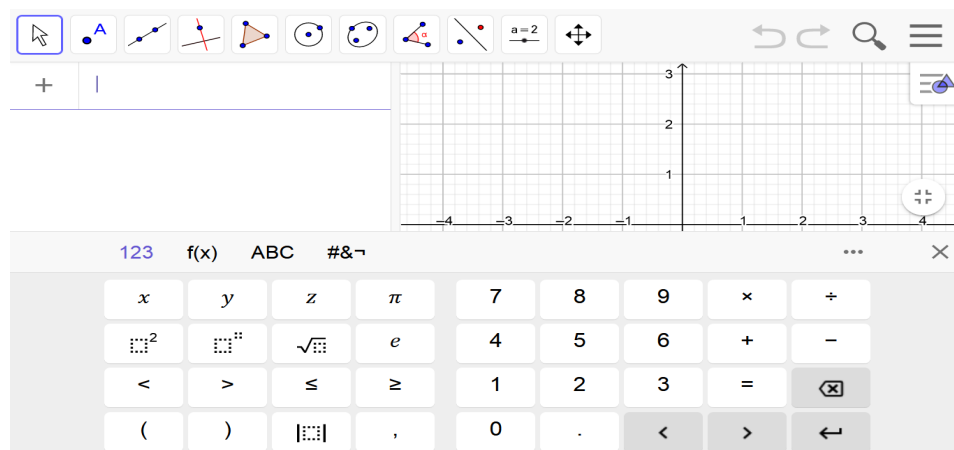 A
α
a = 2
+
3
2
1
−4 −3 −2 −1 1 2 3 4
123 f(x) ABC #&¬ •••
x y z π 7 8 9 × ÷
□² √ e 4 5 6 + −
< > ≤ ≥ 1 2 3 =
( ) |□| , 0 . < >